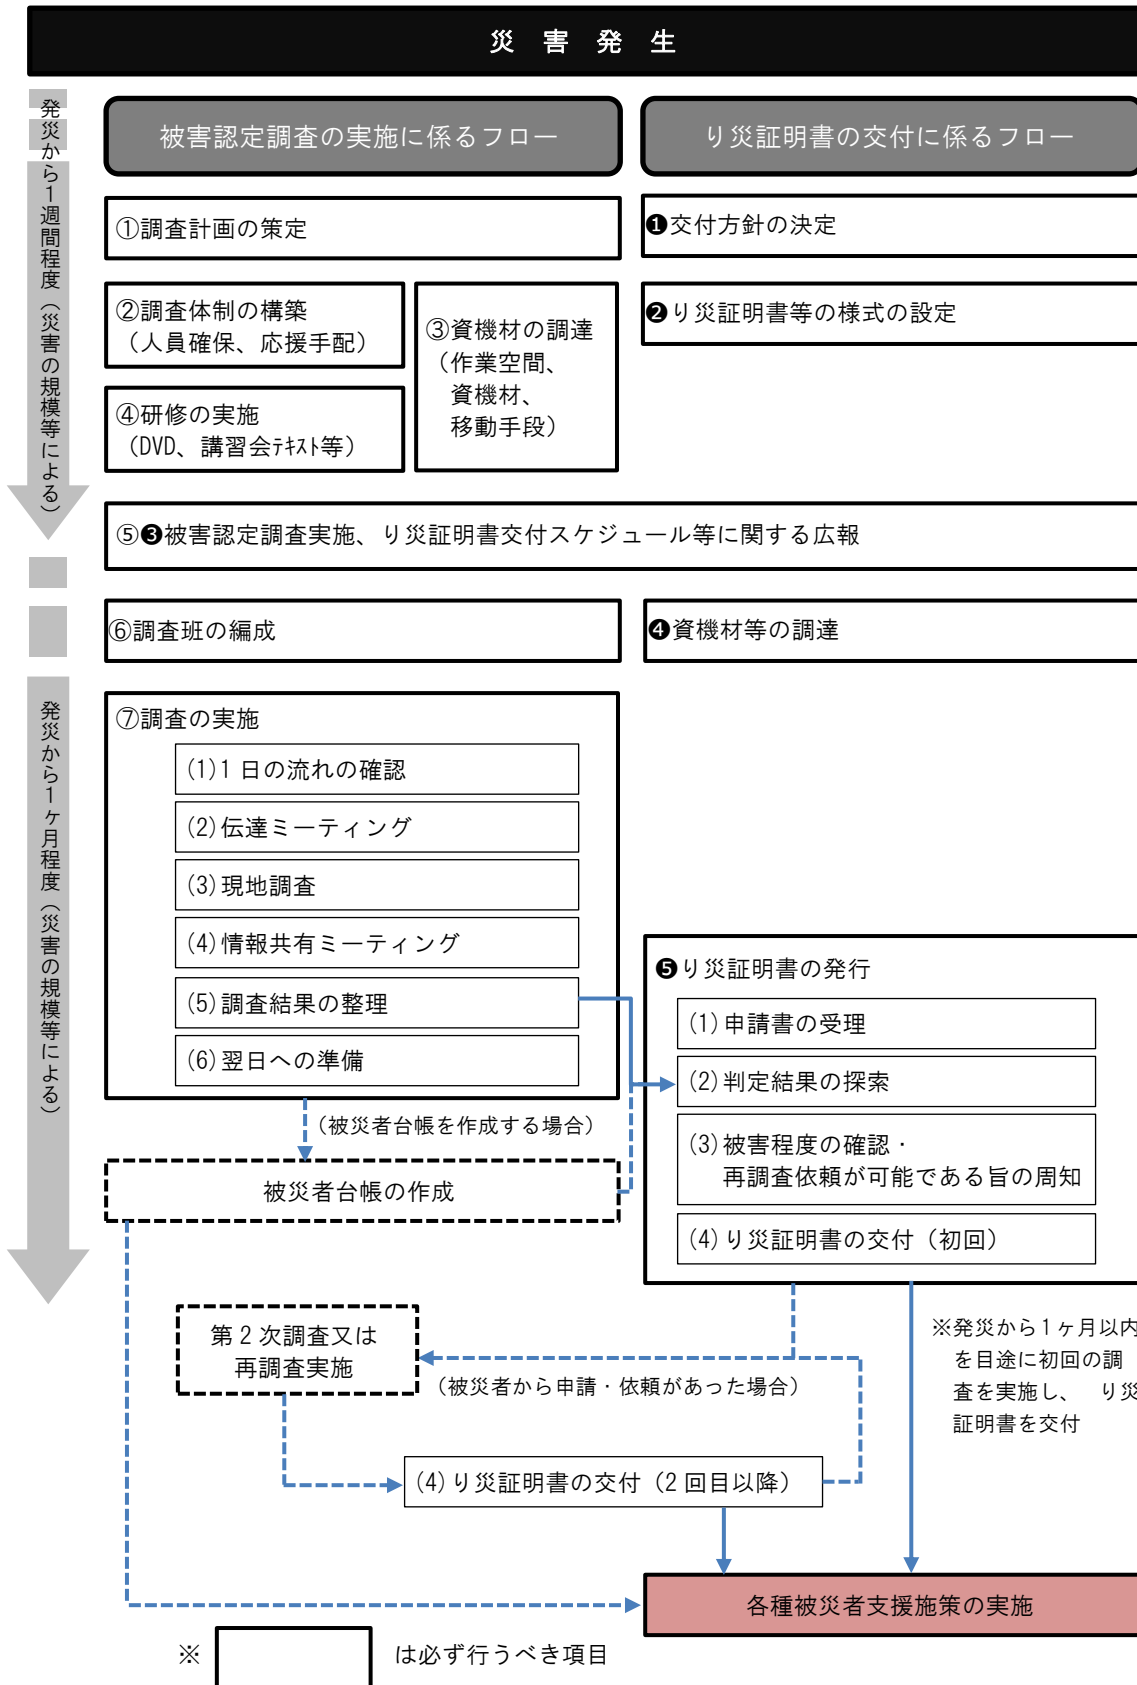 災害発生
発災から1週間程度（災害の規模等による）
被害認定調査の実施に係るフロー
り災証明書の交付に係るフロー
①調査計画の策定
❶交付方針の決定
②調査体制の構築
（人員確保、応援手配）
③資機材の調達
（作業空間、
資機材、
移動手段）
❷り災証明書等の様式の設定
④研修の実施
（DVD、講習会ﾃｷｽﾄ等）
⑤❸被害認定調査実施、り災証明書交付スケジュール等に関する広報
⑥調査班の編成
❹資機材等の調達
発災から1ヶ月程度（災害の規模等による）
⑦調査の実施
(1)1日の流れの確認
(2)伝達ミーティング
(3)現地調査
(4)情報共有ミーティング
(5)調査結果の整理
(6)翌日への準備
❺り災証明書の発行
(1)申請書の受理
(2)判定結果の探索
(3)被害程度の確認・
再調査依頼が可能である旨の周知
(4)り災証明書の交付（初回）
（被災者台帳を作成する場合）
被災者台帳の作成
第2次調査又は
再調査実施
（被災者から申請・依頼があった場合）
※発災から1ヶ月以内
を目途に初回の調
査を実施し、　り災
証明書を交付
(4)り災証明書の交付（2回目以降）
各種被災者支援施策の実施
※　　は必ず行うべき項目